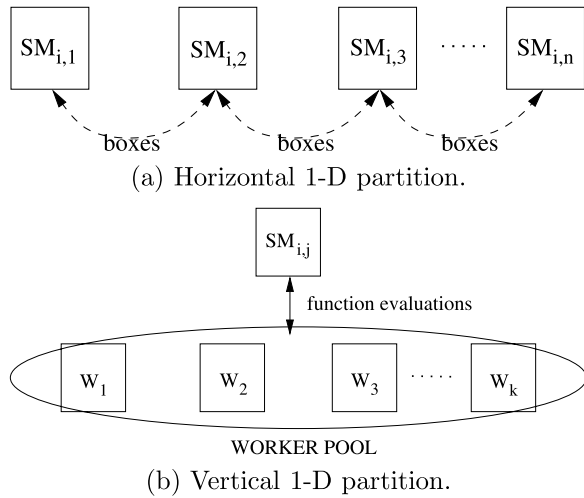 SM_{i,1} SM_{i,2} SM_{i,3} ..... SM_{i,n}
boxes boxes boxes
(a) Horizontal 1-D partition.
SM_{i,j}
function evaluations
W_1 W_2 W_3 ..... W_k
WORKER POOL
(b) Vertical 1-D partition.